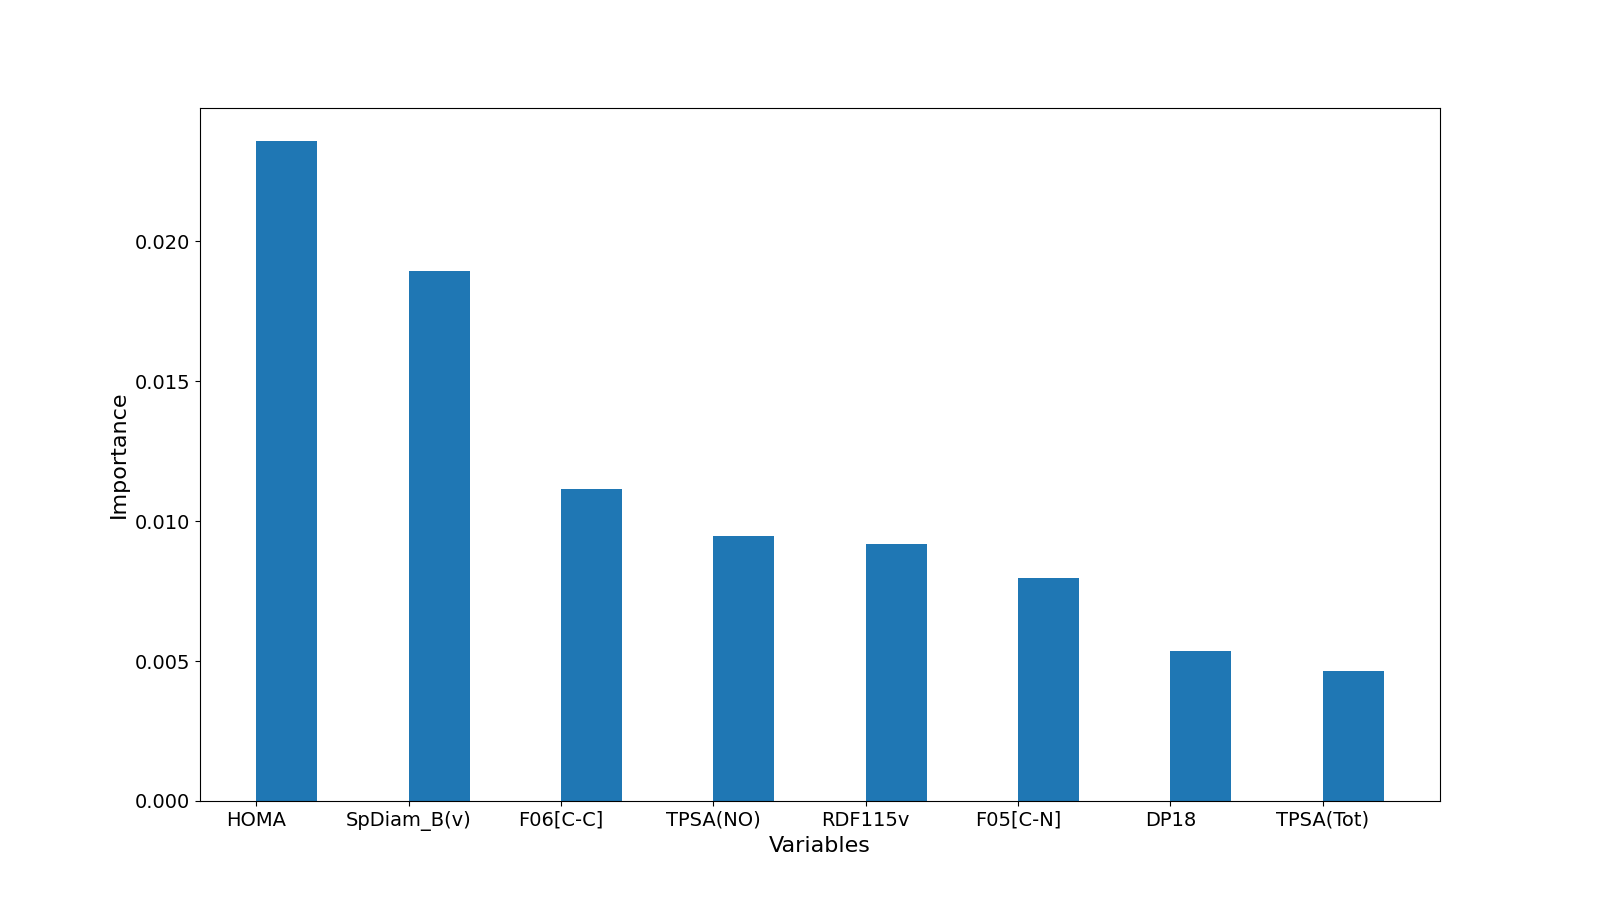 Importance
0.020
0.015
0.010
0.005
0.000
HOMA SpDiam_B(v) F06[C-C] TPSA(NO) RDF115v F05[C-N] DP18 TPSA(Tot)
Variables